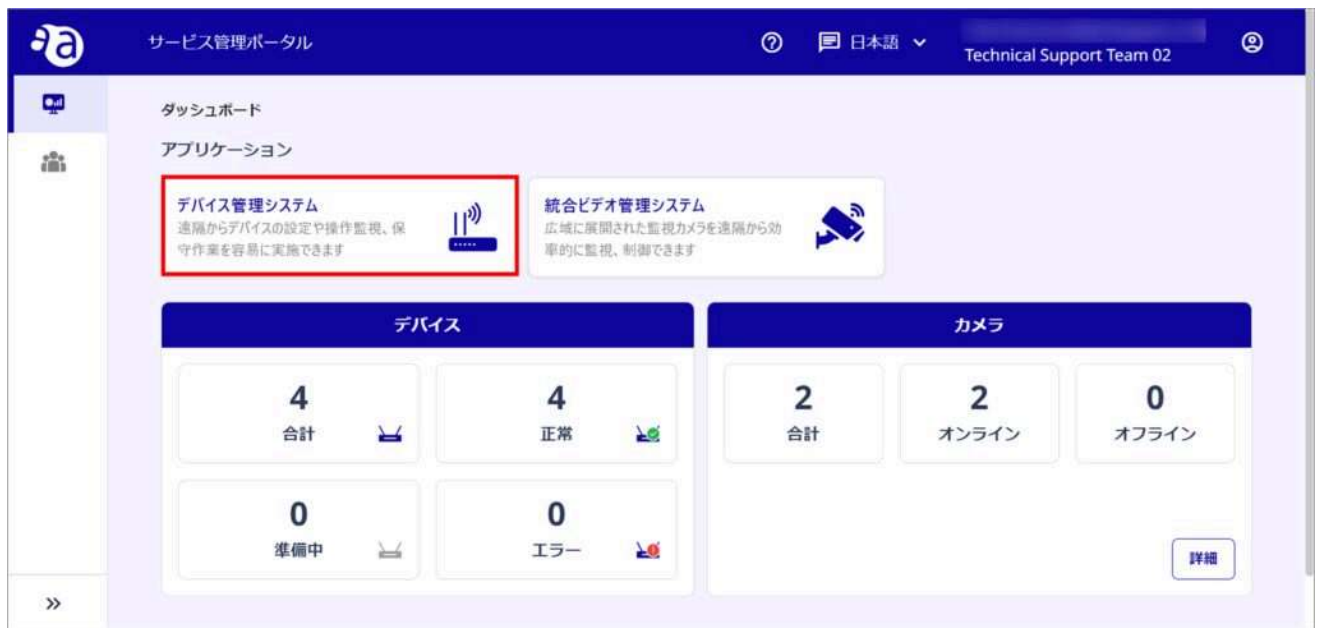 サービス管理ポータル
日本語
Technical Support Team 02
ダッシュボード
アプリケーション
デバイス管理システム
遠隔からデバイスの設定や操作監視、保
守作業を容易に実施できます
統合ビデオ管理システム
広域に展開された監視カメラを遠隔から効
率的に監視、制御できます
デバイス
4
合計
4
正常
0
準備中
0
エラー
カメラ
2
合計
2
オンライン
0
オフライン
詳細